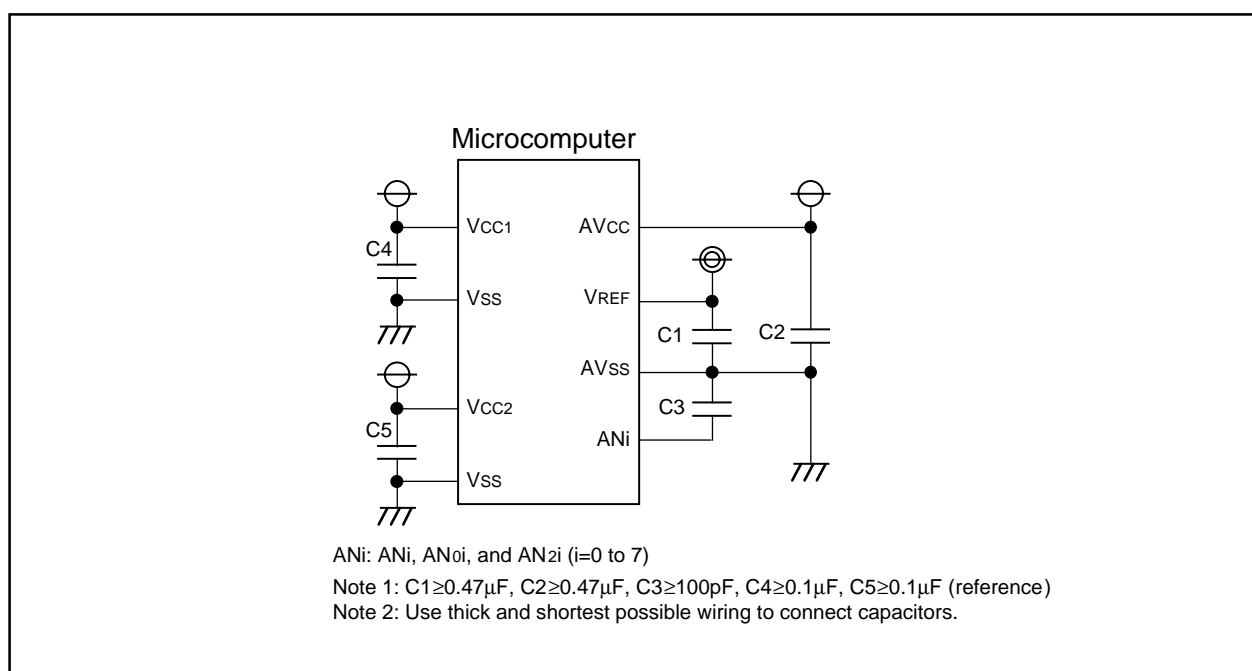 Microcomputer
VCC1 AVCC
C4
VSS VREF
C1 C2
AVSS
VCC2 C3
C5
ANi
VSS
ANi: ANi, AN0i, and AN2i (i=0 to 7)
Note 1: C1≥0.47μF, C2≥0.47μF, C3≥100pF, C4≥0.1μF, C5≥0.1μF (reference)
Note 2: Use thick and shortest possible wiring to connect capacitors.